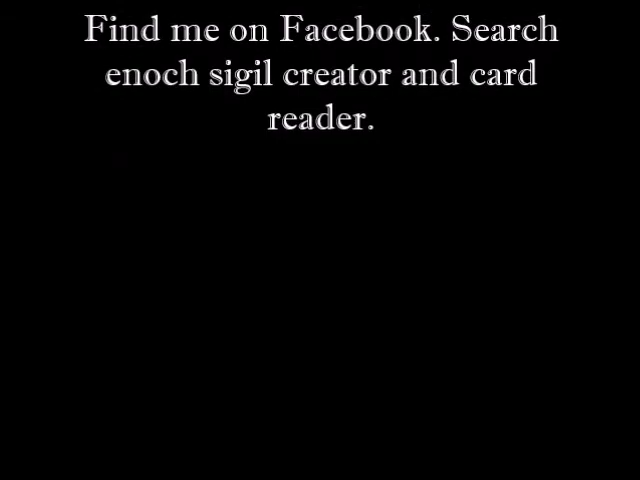 Find me on Facebook. Search
enoch sigil creator and card
reader.